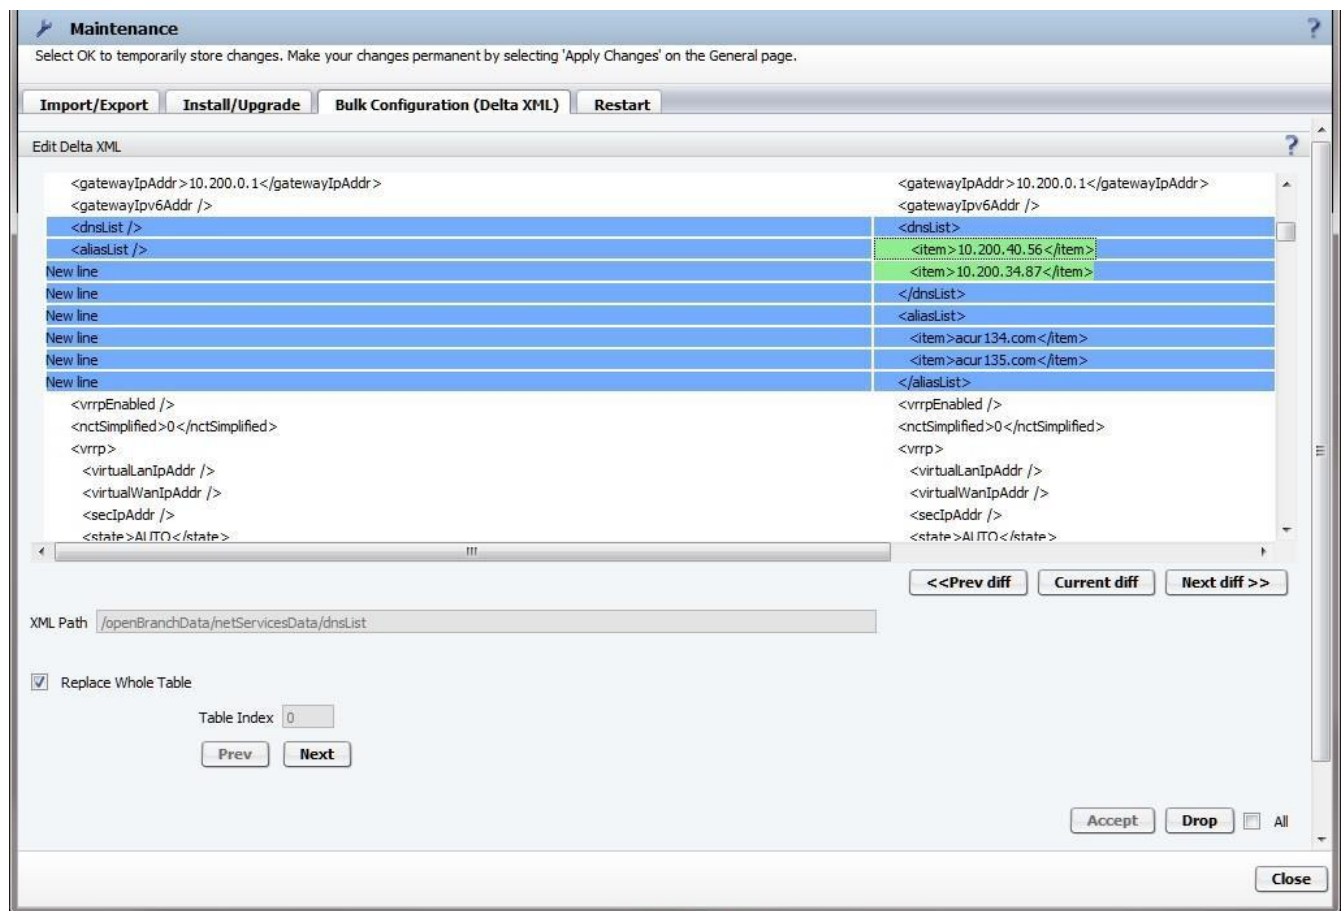 Maintenance ?
Select OK to temporarily store changes. Make your changes permanent by selecting 'Apply Changes' on the General page.
Import/Export Install/Upgrade Bulk Configuration (Delta XML) Restart
Edit Delta XML ?
<gatewayIpAddr>10.200.0.1</gatewayIpAddr> <gatewayIpAddr>10.200.0.1</gatewayIpAddr>
<gatewayIpv6Addr /> <gatewayIpv6Addr />
<dnsList /> <dnsList>
<aliasList /> <item>10.200.40.56</item>
New line <item>10.200.34.87</item>
New line </dnsList>
New line <aliasList>
New line <item>acur134.com</item>
New line <item>acur135.com</item>
New line </aliasList>
<vrrpEnabled /> <vrrpEnabled />
<nctSimplified>0</nctSimplified> <nctSimplified>0</nctSimplified>
<vrrp> <vrrp>
<virtualLanIpAddr /> <virtualLanIpAddr />
<virtualWanIpAddr /> <virtualWanIpAddr />
<secIpAddr /> <secIpAddr />
<state>AUTO</state> <state>AUTO</state>
<<Prev diff Current diff Next diff >>
XML Path /openBranchData/netServicesData/dnsList
Replace Whole Table
Table Index 0
Prev Next
Accept Drop All
Close